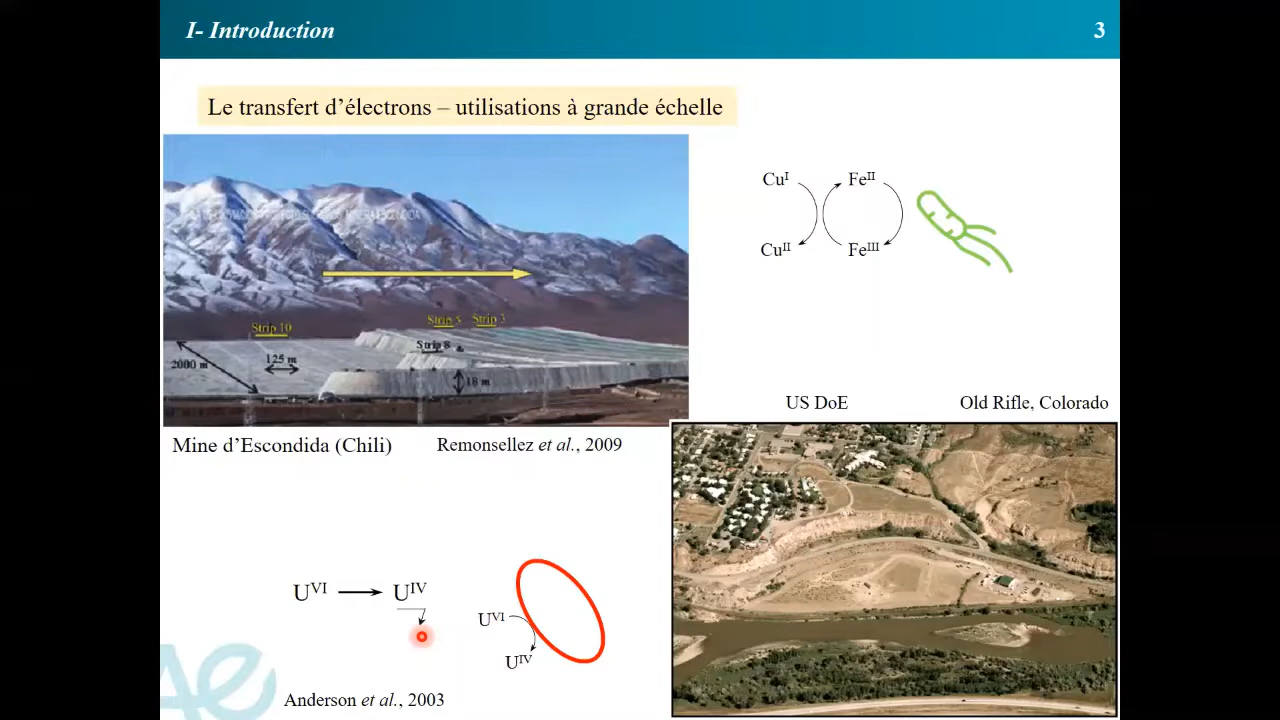 I- Introduction
3
Le transfert d’électrons – utilisations à grande échelle
Strip 10
Strip 5
Strip 3
Strip 8
2000 m
125 m
18 m
Mine d’Escondida (Chili)
Remonsellez et al., 2009
Cuᴵ
Feᴵᴵ
Cuᴵᴵ
Feᴵᴵᴵ
US DoE
Old Rifle, Colorado
Uⱽᴵ
Uᴵⱽ
Uⱽᴵ
Uᴵⱽ
Anderson et al., 2003